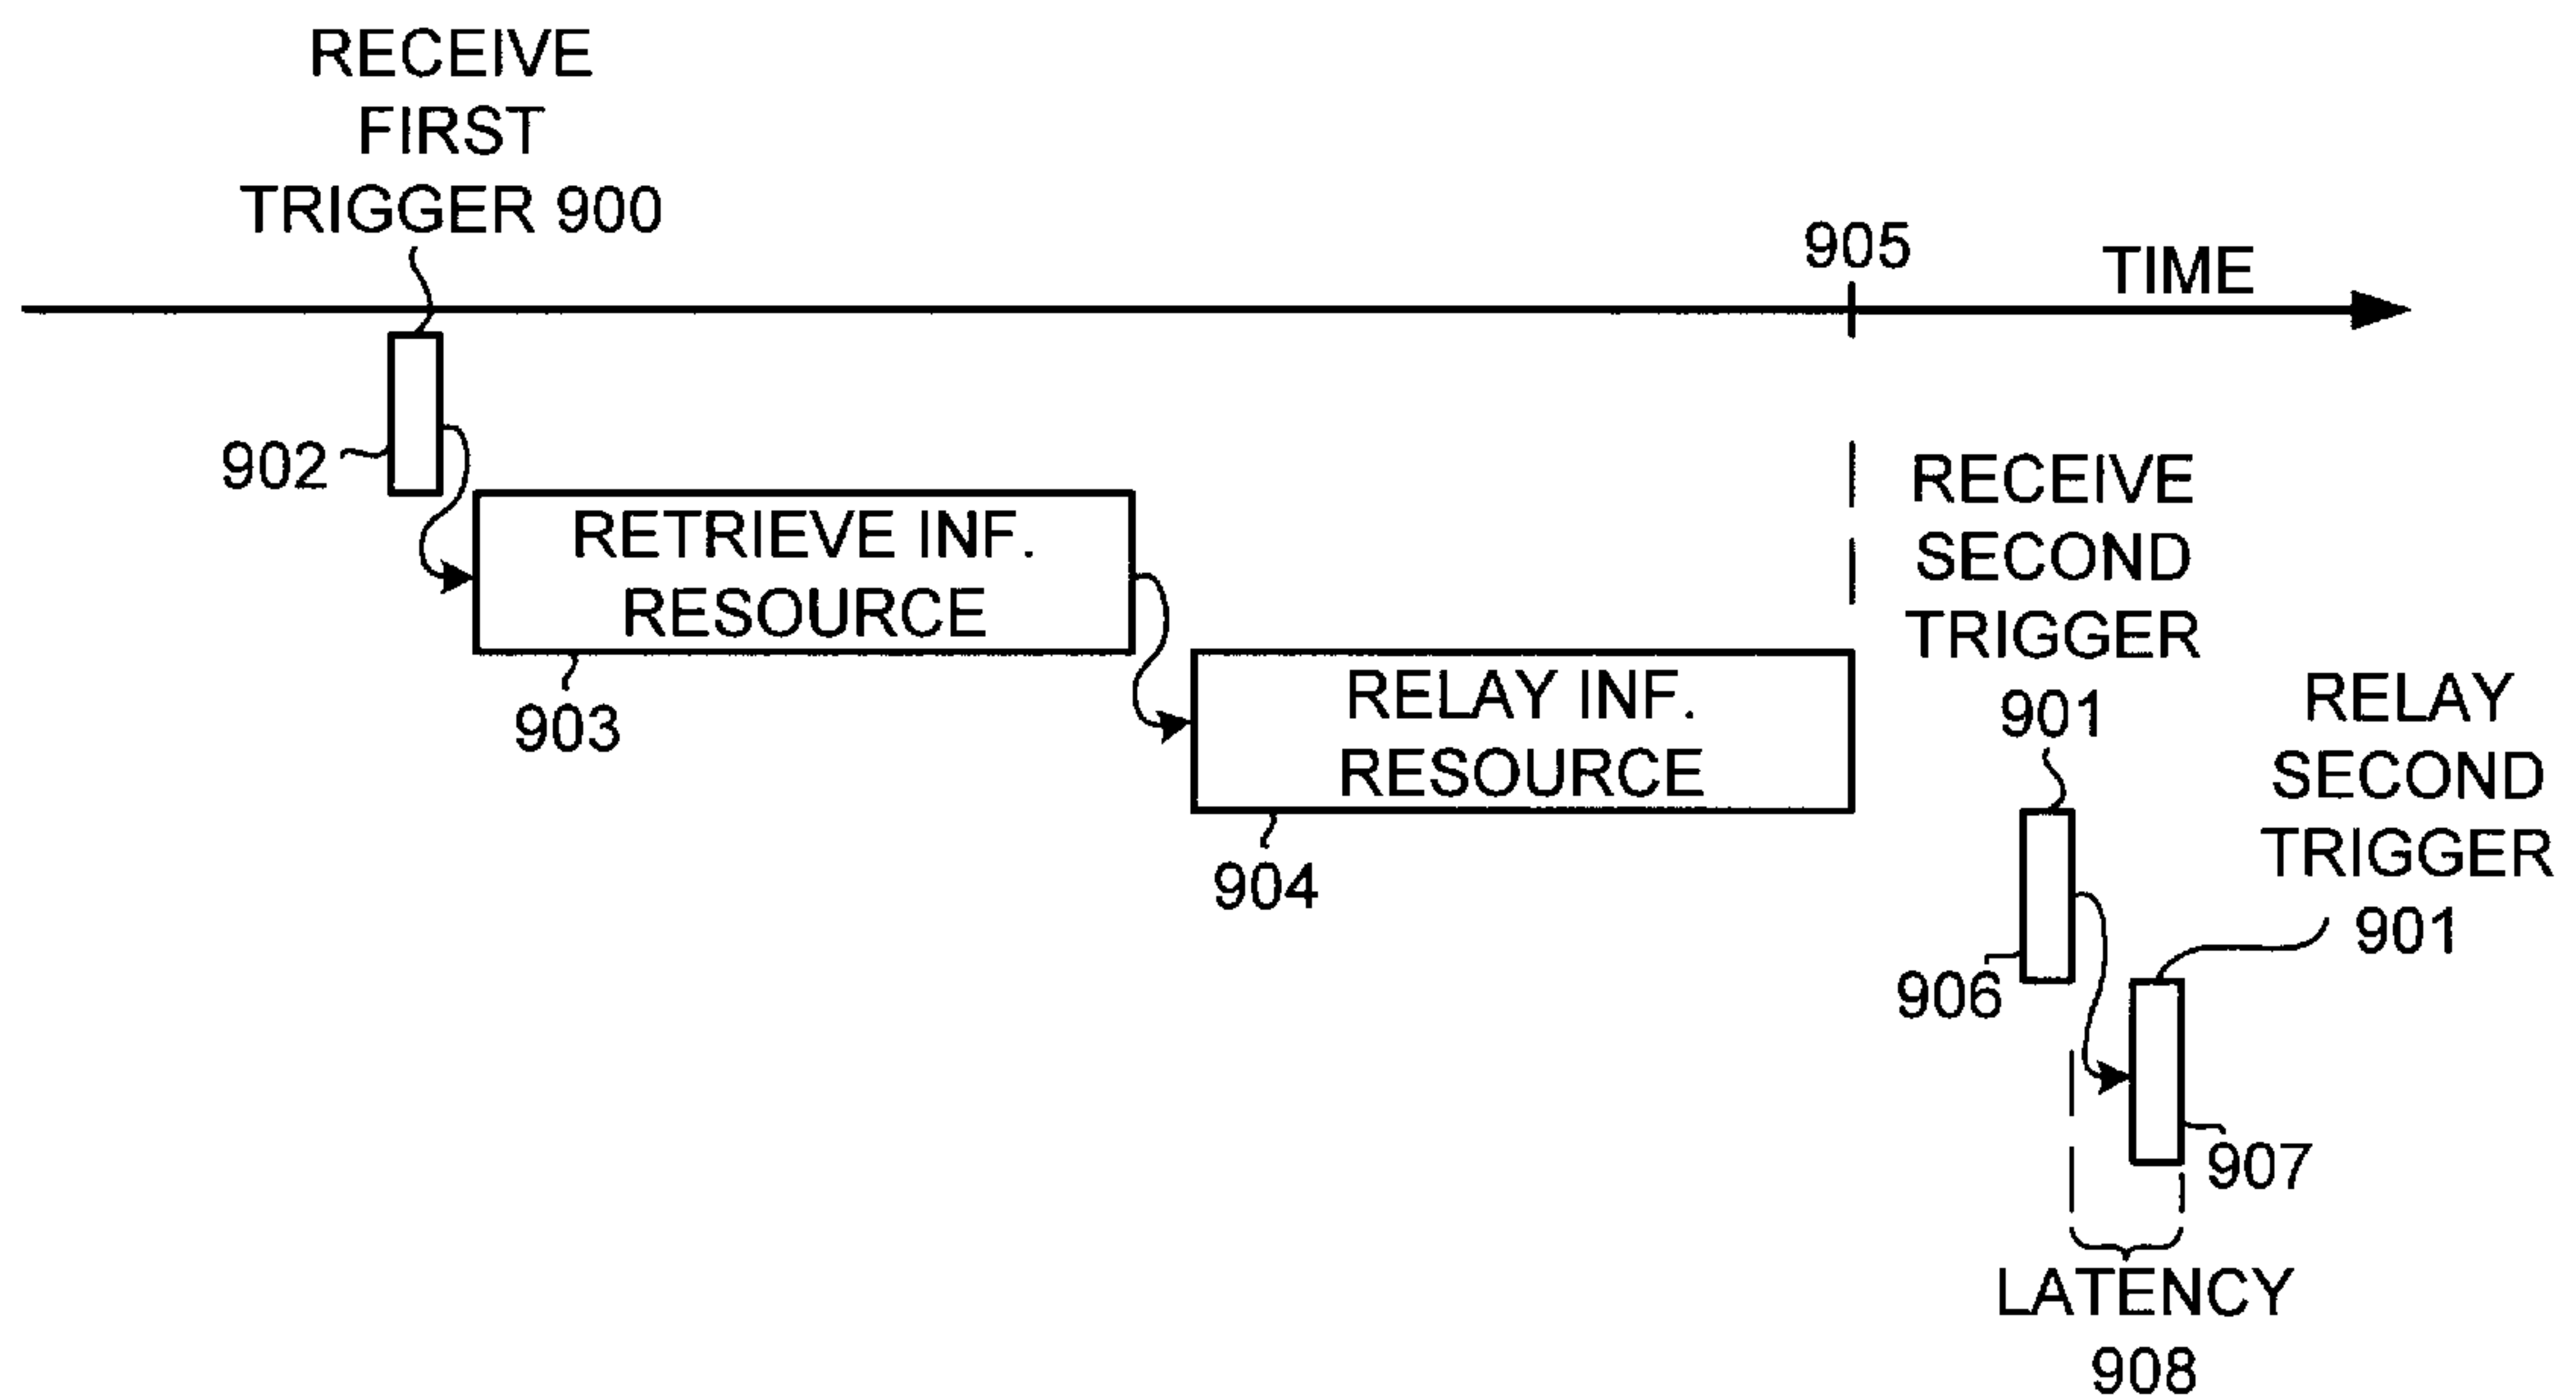 RECEIVE
FIRST
TRIGGER 900
905
TIME
902
RETRIEVE INF.
RESOURCE
903
RELAY INF.
RESOURCE
904
RECEIVE
SECOND
TRIGGER
901
RELAY
SECOND
TRIGGER
901
906
907
LATENCY
908